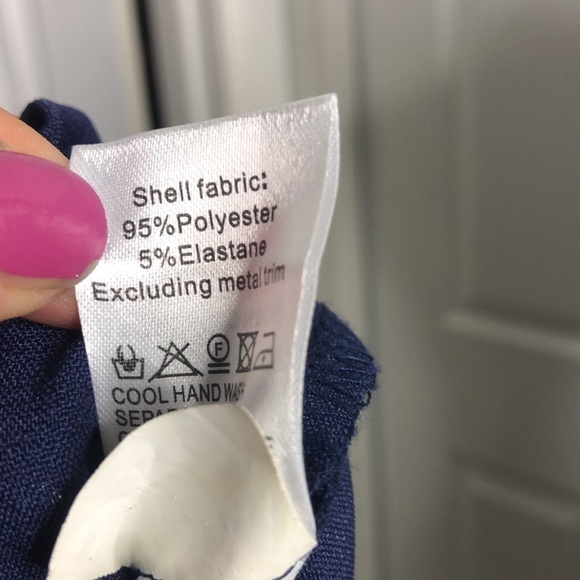 Shell fabric:
95%Polyester
5%Elastane
Excluding metal trim
F
COOL HAND